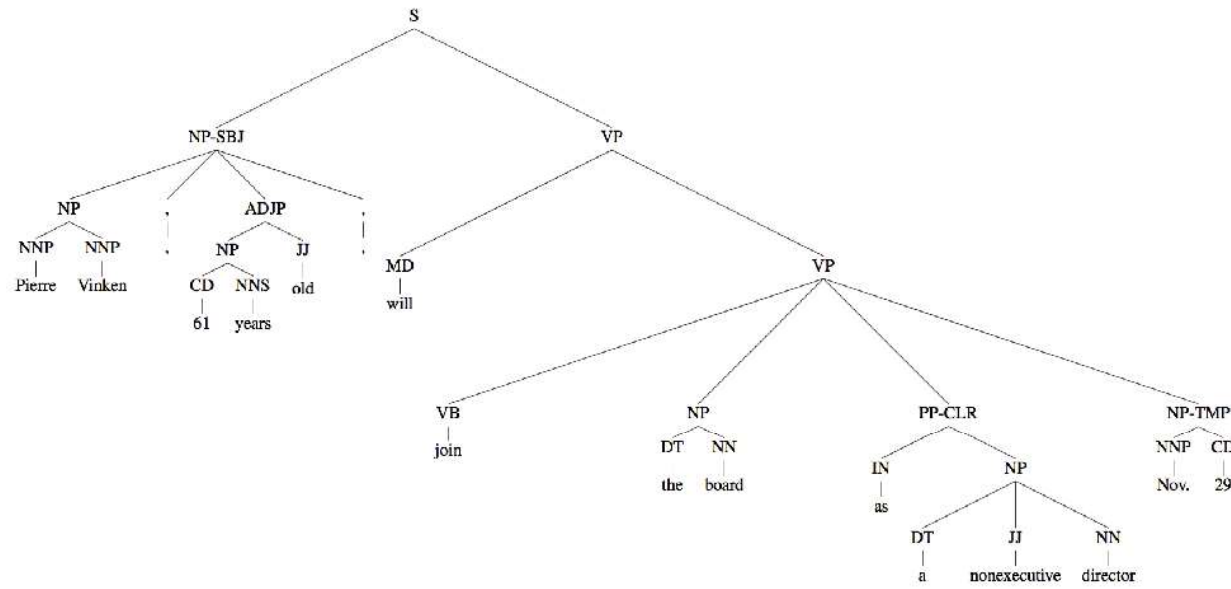 S
NP-SBJ VP
NP , ADJP ,
NNP NNP , NP JJ , MD VP
Pierre Vinken CD NNS old will
61 years
VB NP PP-CLR NP-TMP
join DT NN IN NP NNP CD
the board as Nov. 29
DT JJ NN
a nonexecutive director